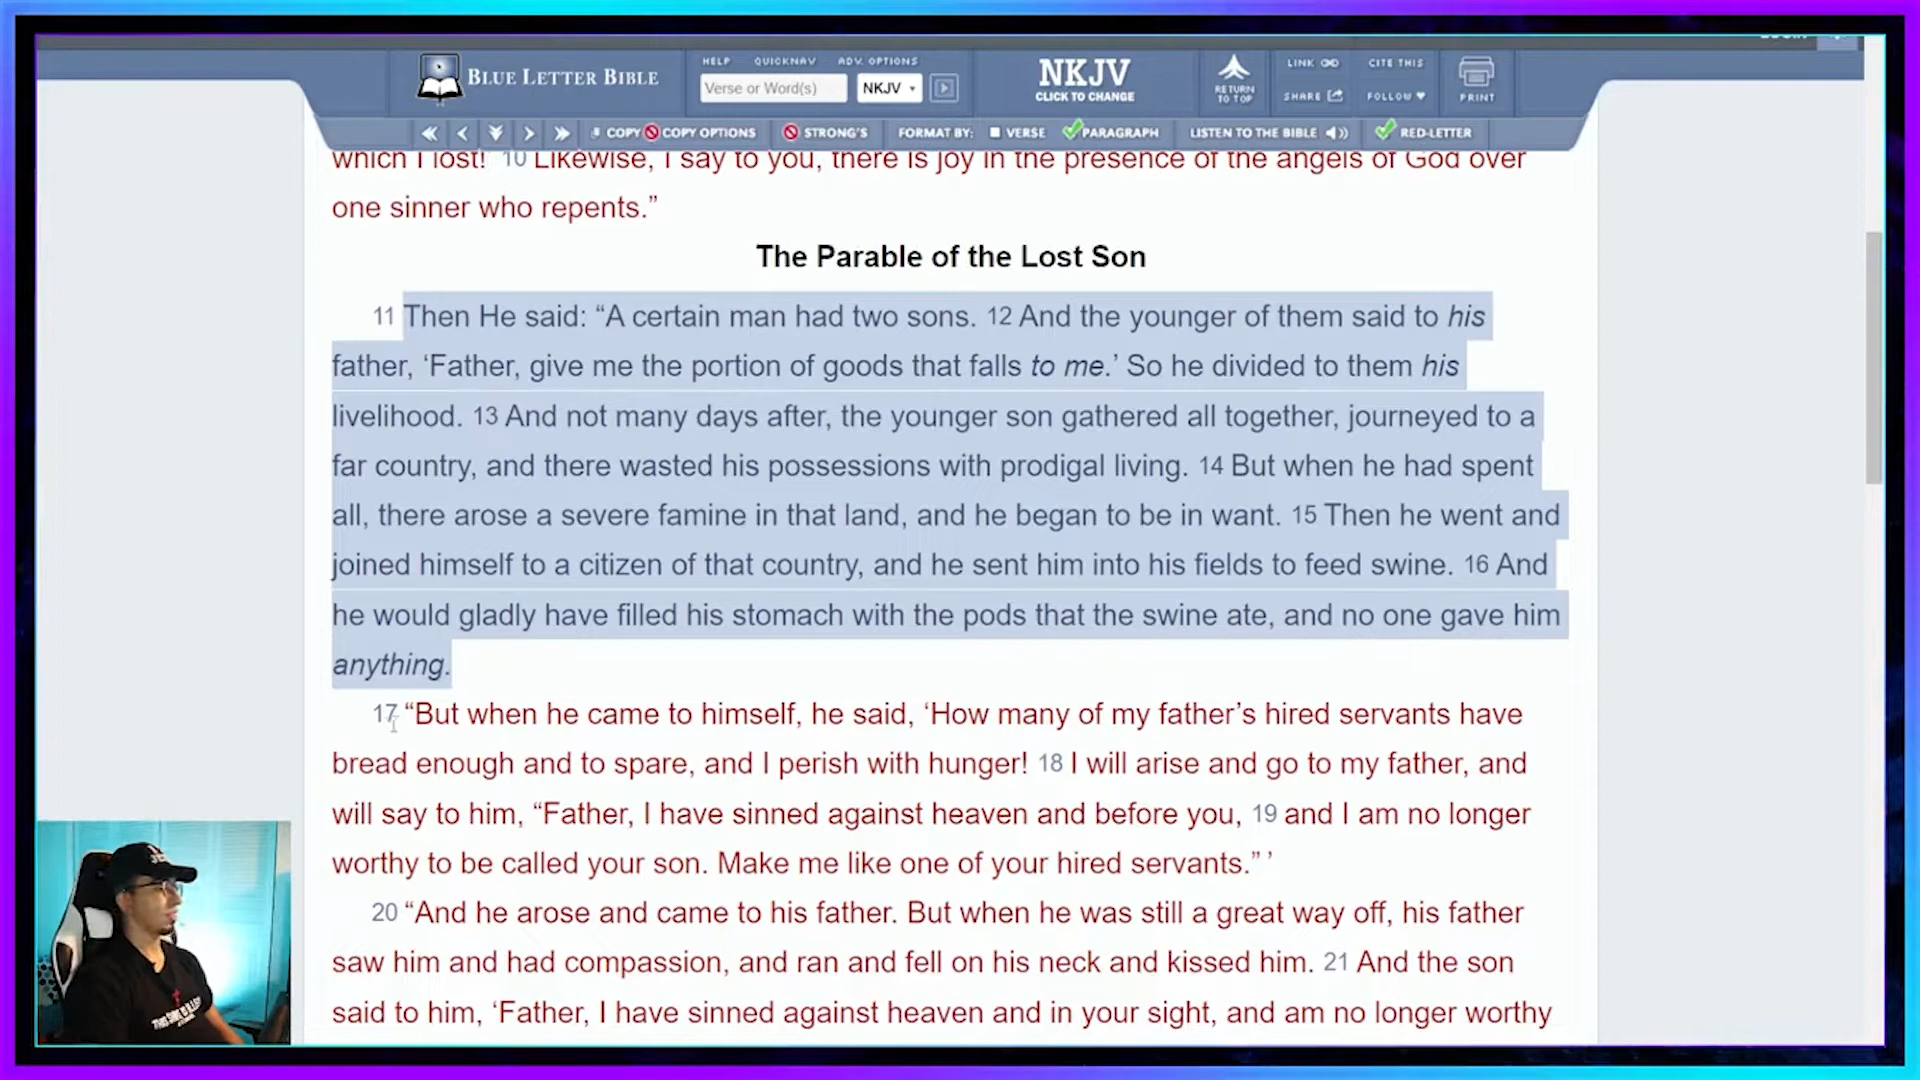 BLUE LETTER BIBLE
HELP QUICKNAV ADV. OPTIONS
Verse or Word(s)
NKJV
NKJV
CLICK TO CHANGE
RETURN
TO TOP
LINK
CITE THIS
SHARE
FOLLOW
PRINT
COPY COPY OPTIONS STRONG'S FORMAT BY: VERSE PARAGRAPH LISTEN TO THE BIBLE RED-LETTER
which I lost!’ 10 Likewise, I say to you, there is joy in the presence of the angels of God over
one sinner who repents.”
The Parable of the Lost Son
11 Then He said: “A certain man had two sons. 12 And the younger of them said to his
father, ‘Father, give me the portion of goods that falls to me.’ So he divided to them his
livelihood. 13 And not many days after, the younger son gathered all together, journeyed to a
far country, and there wasted his possessions with prodigal living. 14 But when he had spent
all, there arose a severe famine in that land, and he began to be in want. 15 Then he went and
joined himself to a citizen of that country, and he sent him into his fields to feed swine. 16 And
he would gladly have filled his stomach with the pods that the swine ate, and no one gave him
anything.
17 “But when he came to himself, he said, ‘How many of my father’s hired servants have
bread enough and to spare, and I perish with hunger! 18 I will arise and go to my father, and
will say to him, “Father, I have sinned against heaven and before you, 19 and I am no longer
worthy to be called your son. Make me like one of your hired servants.” ’
20 “And he arose and came to his father. But when he was still a great way off, his father
saw him and had compassion, and ran and fell on his neck and kissed him. 21 And the son
said to him, ‘Father, I have sinned against heaven and in your sight, and am no longer worthy